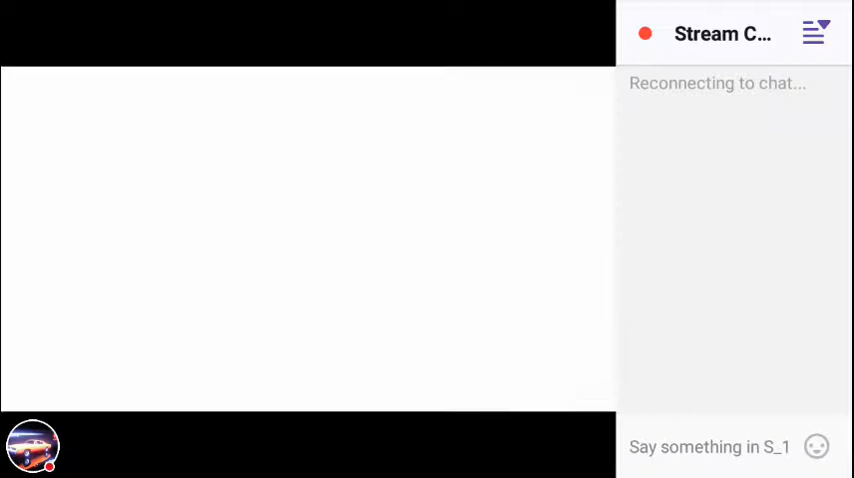 Stream C...
Reconnecting to chat...
Say something in S_1